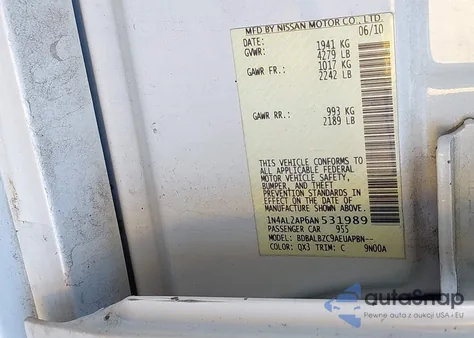 MFD BY NISSAN MOTOR CO., LTD.
DATE: 06/10
GVWR: 1941 KG
4279 LB
GAWR FR.: 1017 KG
2242 LB
GAWR RR.: 993 KG
2189 LB
THIS VEHICLE CONFORMS TO
ALL APPLICABLE FEDERAL
MOTOR VEHICLE SAFETY,
BUMPER, AND THEFT
PREVENTION STANDARDS IN
EFFECT ON THE DATE OF
MANUFACTURE SHOWN ABOVE.
1N4AL2AP6AN531989
PASSENGER CAR 955
MODEL: BDBALBZC9AEUAPBN--
COLOR: QX3 TRIM: C 9N00A
autoSnap
Pewne auta z aukcji USA i EU